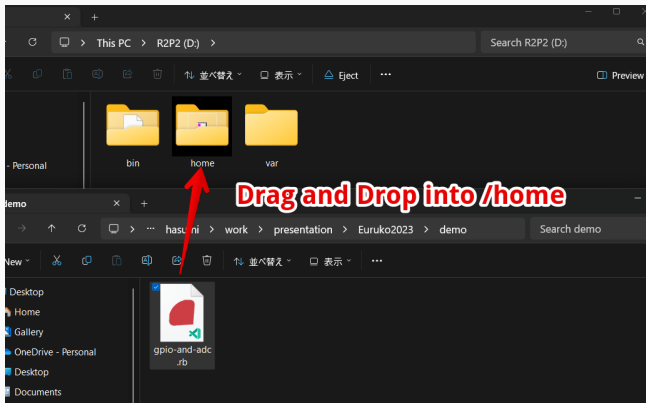 This PC > R2P2 (D:) >
Search R2P2 (D:)
並べ替え
表示
Eject
...
Preview
- Personal
bin
home
var
Drag and Drop into /home
demo
... hasumi > work > presentation > Euruko2023 > demo
Search demo
New
並べ替え
表示
...
Desktop
Home
Gallery
OneDrive - Personal
Desktop
Documents
gpio-and-adc
.rb